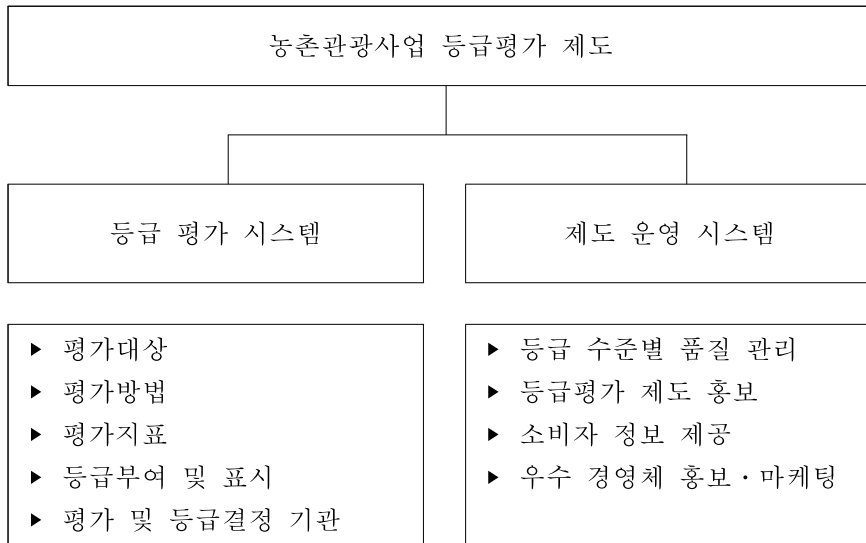 농촌관광사업 등급평가 제도
등급 평가 시스템
제도 운영 시스템
▶ 평가대상
▶ 평가방법
▶ 평가지표
▶ 등급부여 및 표시
▶ 평가 및 등급결정 기관
▶ 등급 수준별 품질 관리
▶ 등급평가 제도 홍보
▶ 소비자 정보 제공
▶ 우수 경영체 홍보·마케팅